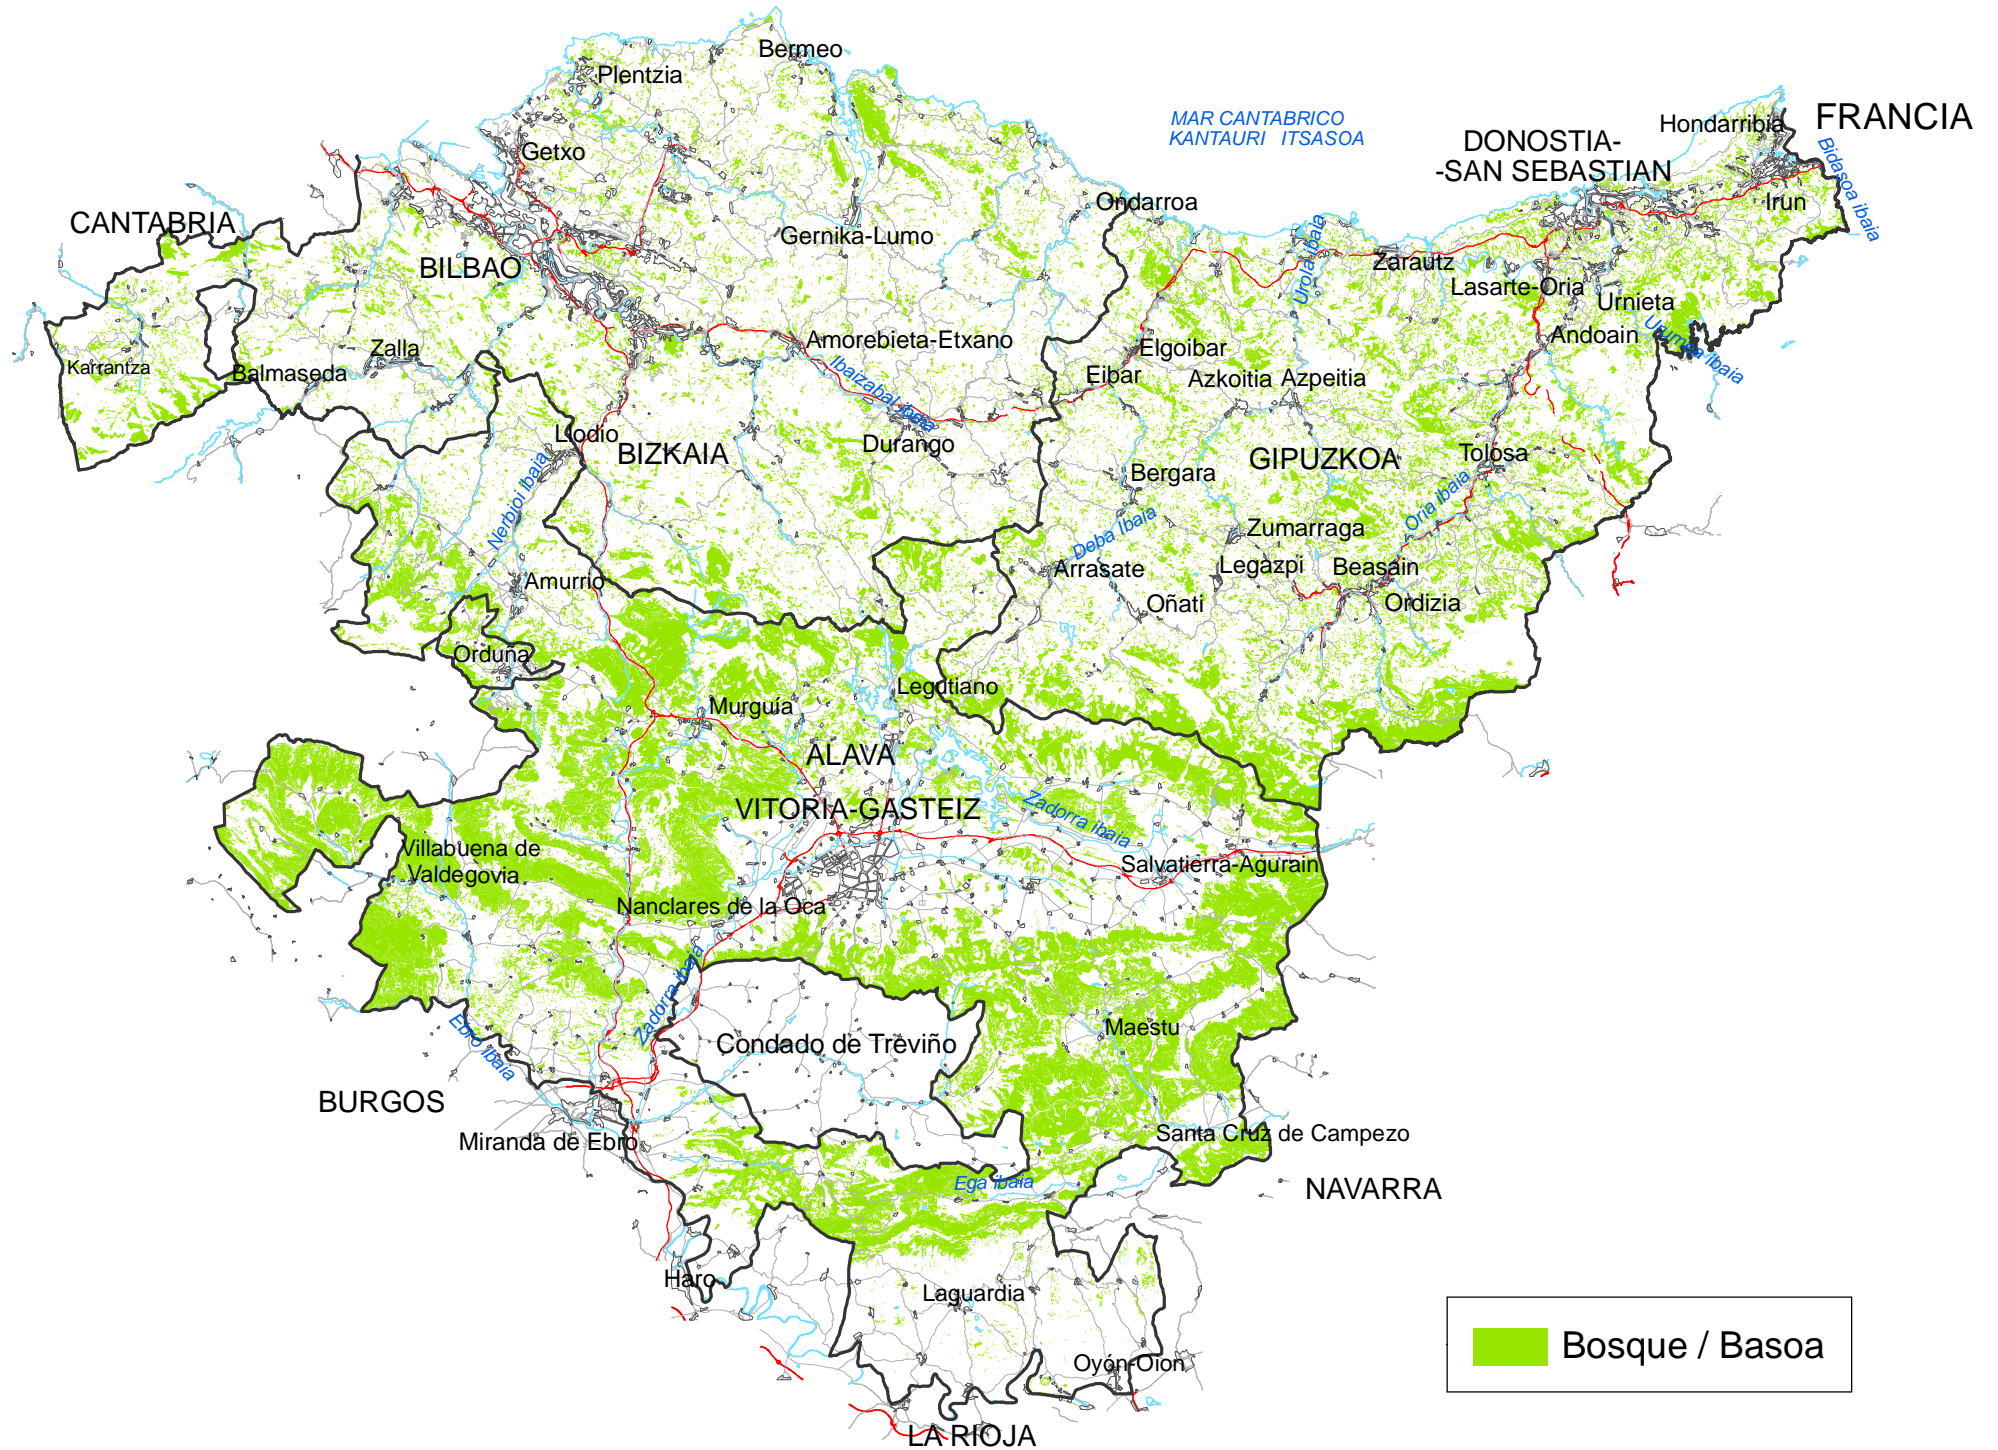 Bermeo
Plentzia
MAR CANTABRICO
KANTAURI ITSASOA
FRANCIA
Hondarribia
DONOSTIA-
-SAN SEBASTIAN
Bidasoa ibaia
Getxo
Irun
Ondarroa
CANTABRIA
Gernika-Lumo
BILBAO
Urola ibaia
Zarautz
Lasarte-Oria
Urnieta
Andoain
Urumea ibaia
Amorebieta-Etxano
Elgoibar
Zalla
Karrantza
Balmaseda
Ibaizabal ibaia
Eibar
Azkoitia
Azpeitia
Llodio
BIZKAIA
Durango
Bergara
GIPUZKOA
Tolosa
Nerbioi Ibaia
Oria ibaia
Deba Ibaia
Zumarraga
Arrasate
Legazpi
Beasain
Amurrio
Oñati
Ordizia
Orduña
Legutiano
Murguía
ALAVA
VITORIA-GASTEIZ
Zadorra ibaia
Villabuena de
Valdegovia
Salvatierra-Agurain
Nanclares de la Oca
Zadorra ibaia
Ebro ibaia
Condado de Treviño
Maestu
BURGOS
Miranda de Ebro
Santa Cruz de Campezo
Ega ibaia
NAVARRA
Haro
Laguardia
Oyón-Oion
LA RIOJA
Bosque / Basoa